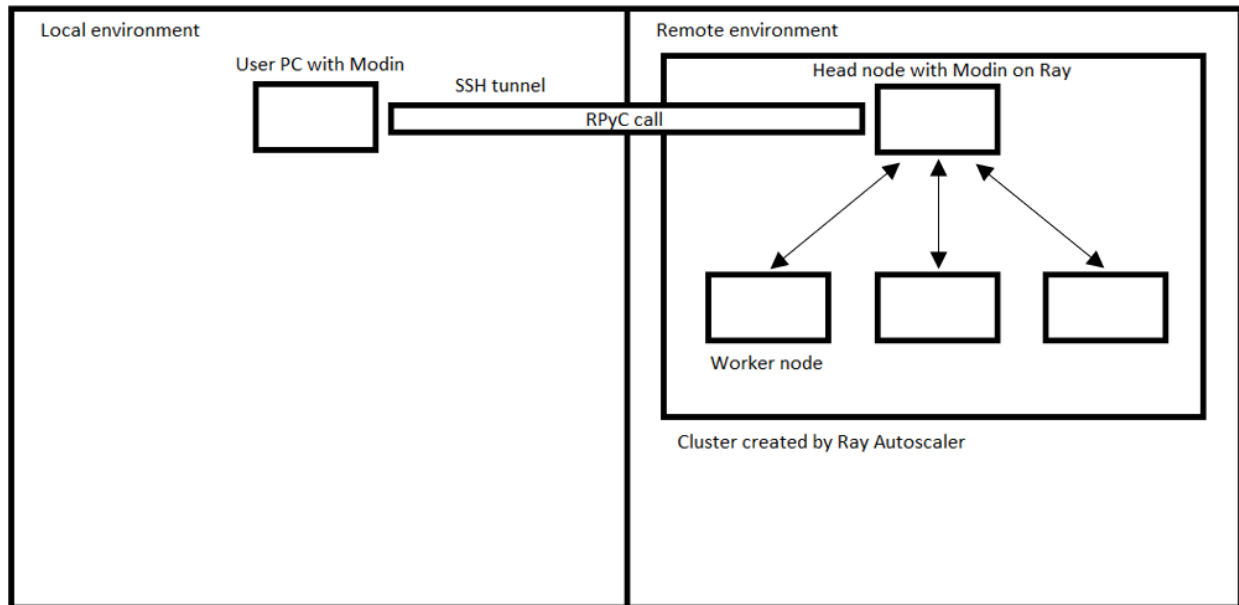 Local environment
Remote environment
User PC with Modin
Head node with Modin on Ray
SSH tunnel
RPyC call
Worker node
Cluster created by Ray Autoscaler